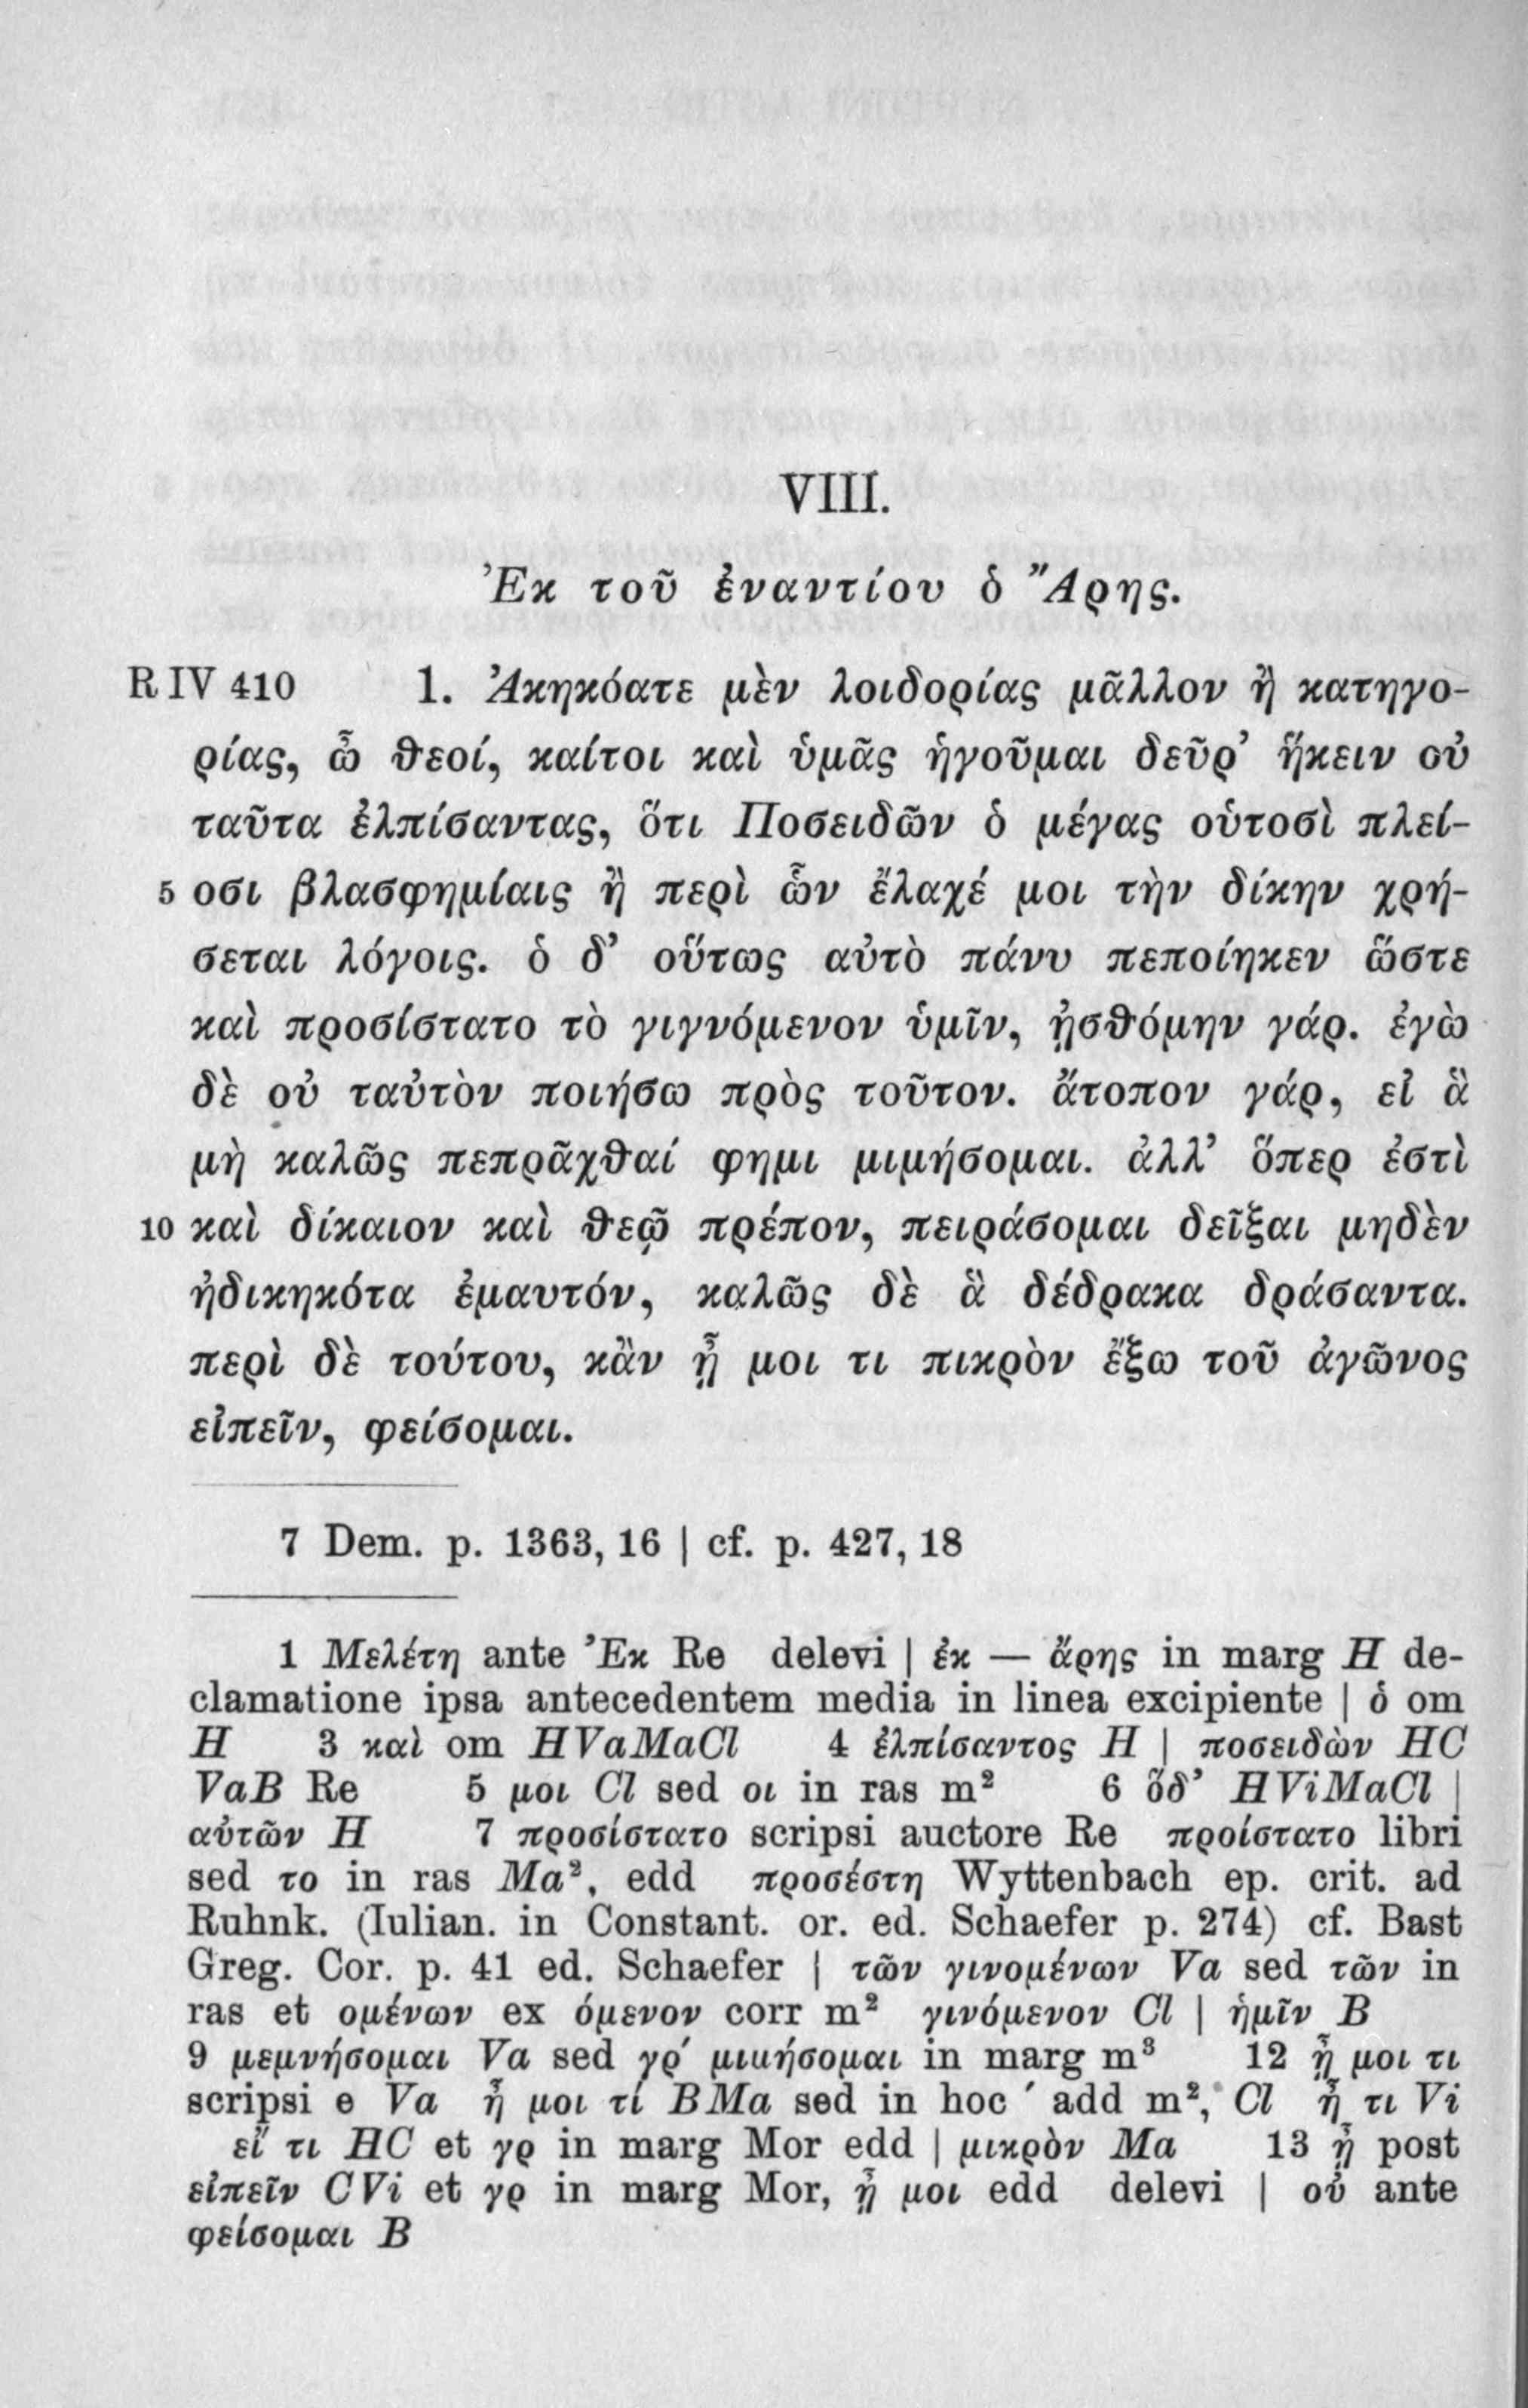 VIII.
Ἐκ τοῦ ἐναντίου ὁ Ἄρης.
R IV 410 1. Ἀκηκόατε μὲν λοιδορίας μᾶλλον ἢ κατηγο-
ρίας, ὦ θεοί, καίτοι καὶ ὑμᾶς ἡγοῦμαι δεῦρ’ ἥκειν οὐ
ταῦτα ἐλπίσαντας, ὅτι Ποσειδῶν ὁ μέγας οὑτοσὶ πλεί-
5 οσι βλασφημίαις ἢ περὶ ὧν ἔλαχέ μοι τὴν δίκην χρή-
σεται λόγοις. ὁ δ’ οὕτως αὐτὸ πάνυ πεποίηκεν ὥστε
καὶ προσίστατο τὸ γιγνόμενον ὑμῖν, ᾐσθόμην γάρ. ἐγὼ
δὲ οὐ ταὐτὸν ποιήσω πρὸς τοῦτον. ἄτοπον γάρ, εἰ ἃ
μὴ καλῶς πεπρᾶχθαί φημι μιμήσομαι. ἀλλ’ ὅπερ ἐστὶ
10 καὶ δίκαιον καὶ θεῷ πρέπον, πειράσομαι δεῖξαι μηδὲν
ἠδικηκότα ἐμαυτόν, καλῶς δὲ ἃ δέδρακα δράσαντα.
περὶ δὲ τούτου, κἂν ᾖ μοι τι πικρὸν ἔξω τοῦ ἀγῶνος
εἰπεῖν, φείσομαι.
7 Dem. p. 1363, 16 | cf. p. 427, 18
1 Μελέτη ante Ἐκ Re delevi | ἐκ — ἄρης in marg H de-
clamatione ipsa antecedentem media in linea excipiente | ὁ om
H 3 καὶ om HVaMaCl 4 ἐλπίσαντος H | ποσειδὼν HC
VaB Re 5 μοι Cl sed οι in ras m² 6 ὅδ’ HViMaCl |
αὐτῶν H 7 προσίστατο scripsi auctore Re προίστατο libri
sed το in ras Ma², edd προσέστη Wyttenbach ep. crit. ad
Ruhnk. (Iulian. in Constant. or. ed. Schaefer p. 274) cf. Bast
Greg. Cor. p. 41 ed. Schaefer | τῶν γινομένων Va sed τῶν in
ras et ομένων ex όμενον corr m² γινόμενον Cl | ἡμῖν B
9 μεμνήσομαι Va sed γρ΄ μιμήσομαι in marg m³ 12 ᾖ μοι τι
scripsi e Va ἦ μοι τί BMa sed in hoc ´ add m², Cl ᾖ τι Vi
εἴ τι HC et γρ in marg Mor edd | μικρὸν Ma 13 ᾖ post
εἰπεῖν CVi et γρ in marg Mor, ᾖ μοι edd delevi | οὐ ante
φείσομαι B